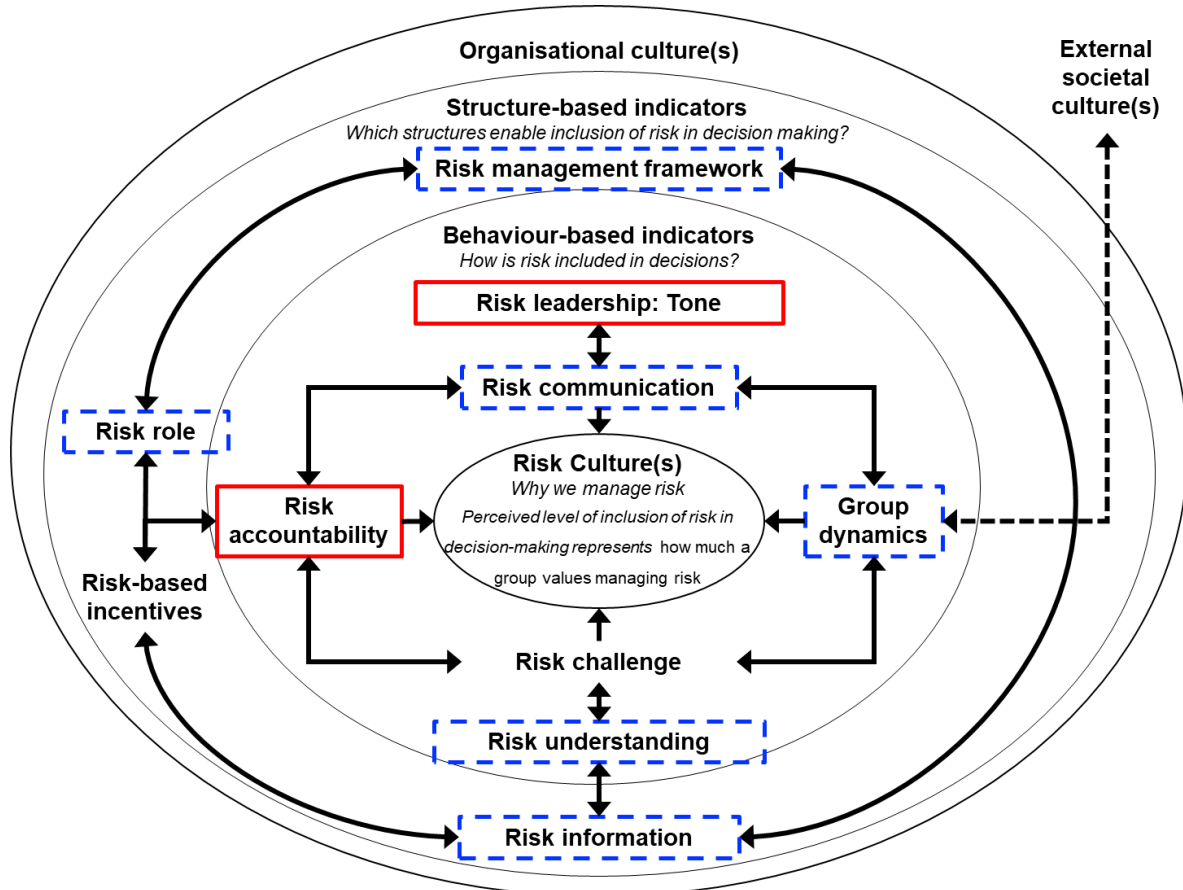 Organisational culture(s)
External
societal
culture(s)
Structure-based indicators
Which structures enable inclusion of risk in decision making?
Risk management framework
Behaviour-based indicators
How is risk included in decisions?
Risk leadership: Tone
Risk communication
Risk role
Risk Culture(s)
Why we manage risk
Perceived level of inclusion of risk in
decision-making represents how much a
group values managing risk
Risk
accountability
Group
dynamics
Risk-based
incentives
Risk challenge
Risk understanding
Risk information